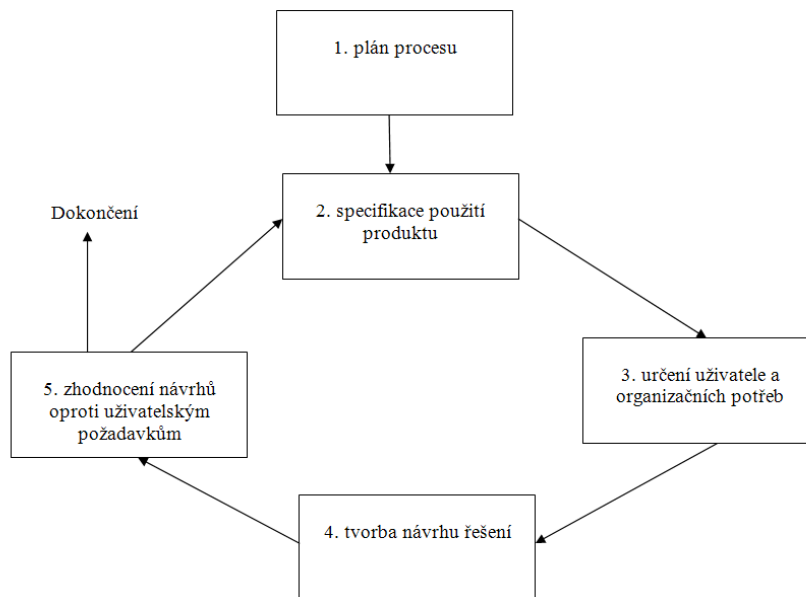 1. plán procesu
2. specifikace použití
produktu
Dokončení
3. určení uživatele a
organizačních potřeb
5. zhodnocení návrhů
oproti uživatelským
požadavkům
4. tvorba návrhu řešení